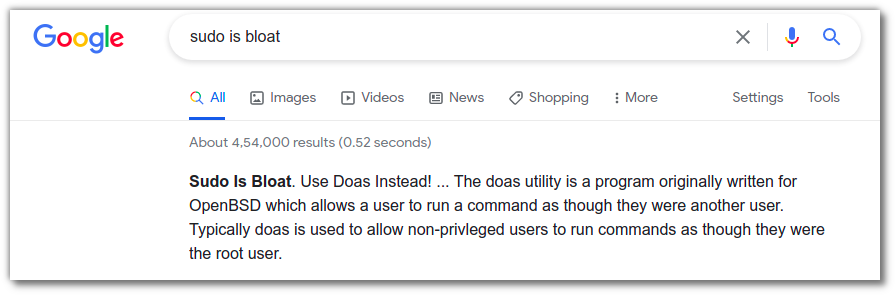 Google
sudo is bloat
All Images Videos News Shopping More Settings Tools
About 4,54,000 results (0.52 seconds)
Sudo Is Bloat. Use Doas Instead! ... The doas utility is a program originally written for
OpenBSD which allows a user to run a command as though they were another user.
Typically doas is used to allow non-privleged users to run commands as though they were
the root user.